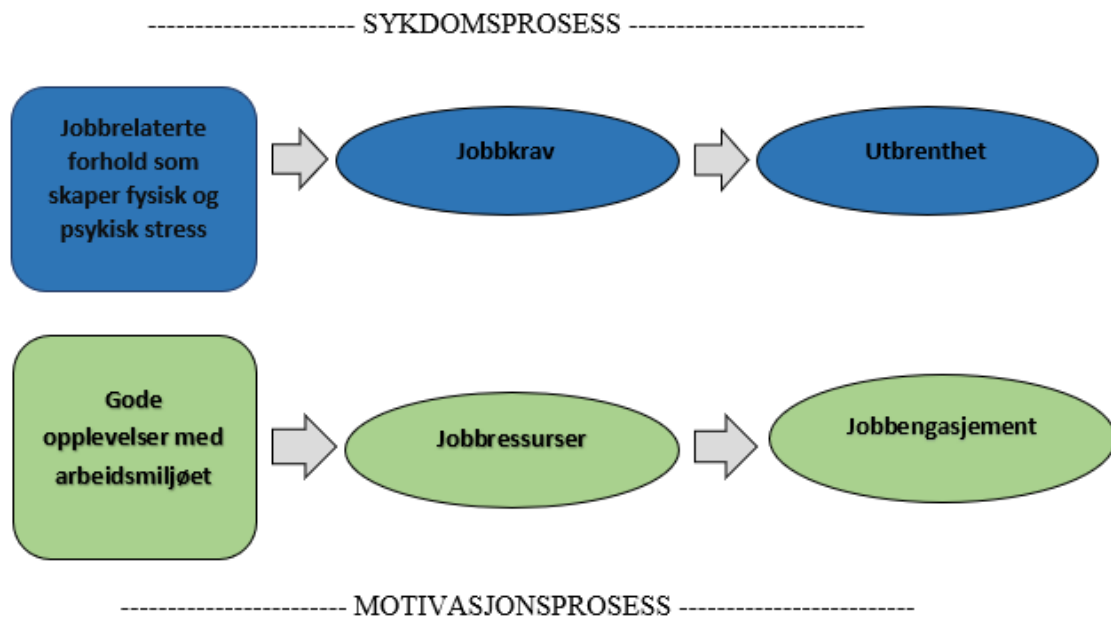 ---------------------- SYKDOMSPROSESS -------------------------
Jobbrelaterte
forhold som
skaper fysisk og
psykisk stress
Jobbkrav
Utbrenthet
Gode
opplevelser med
arbeidsmiljøet
Jobbressurser
Jobbengasjement
------------------------ MOTIVASJONSPROSESS -------------------------